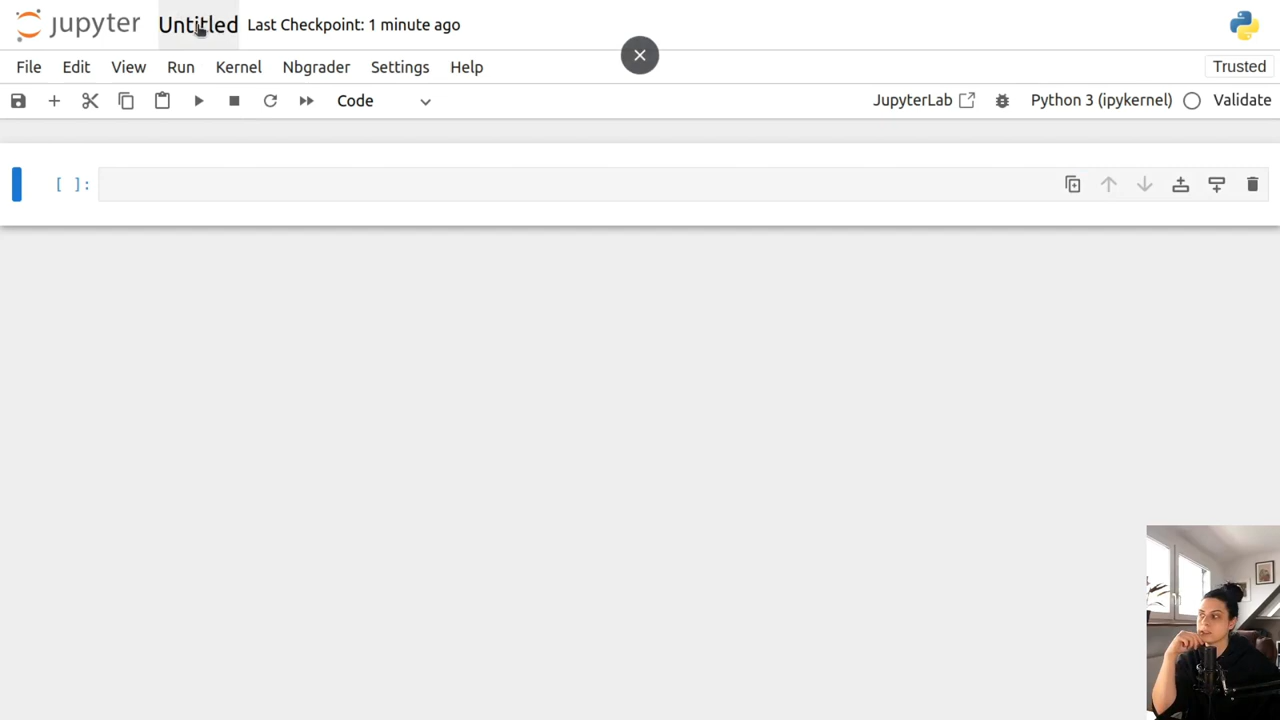 jupyter Untitled Last Checkpoint: 1 minute ago
File Edit View Run Kernel Nbgrader Settings Help Trusted
Code JupyterLab Python 3 (ipykernel) Validate
[ ]: